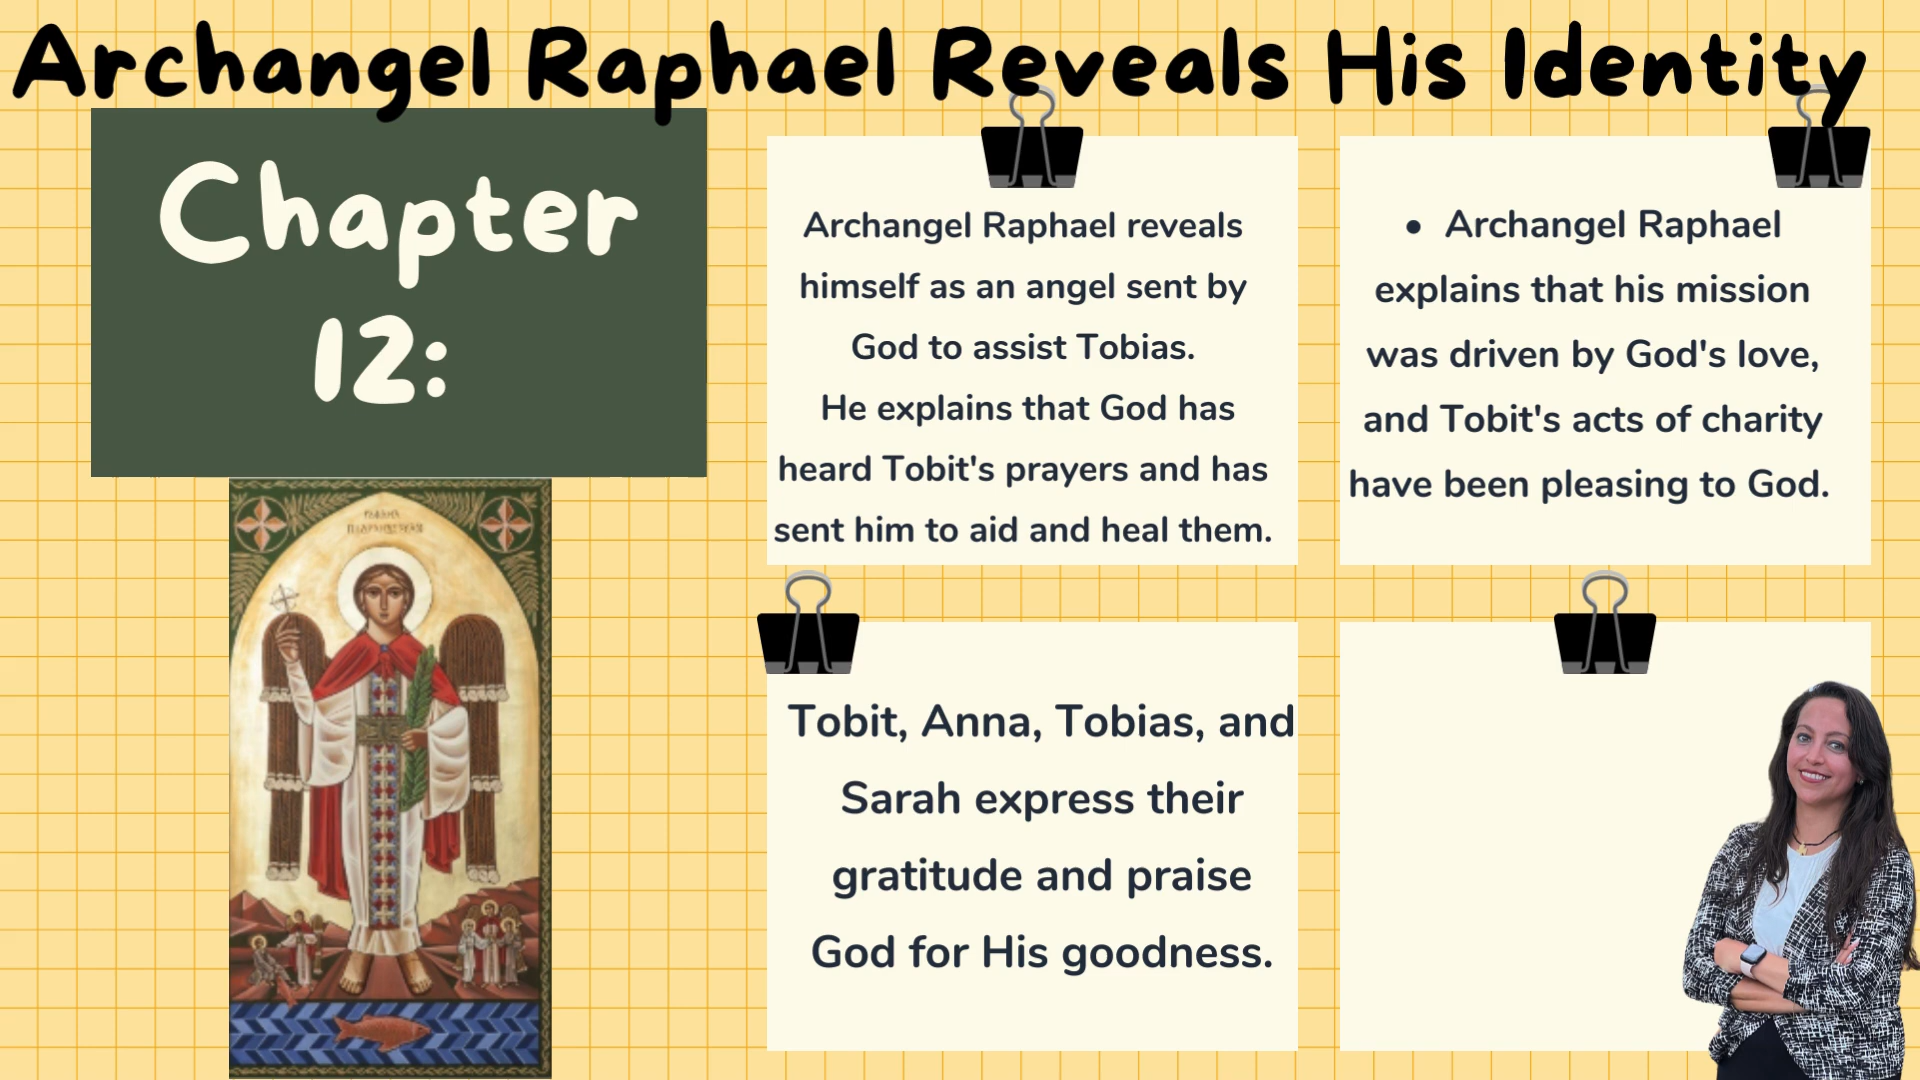 Archangel Raphael Reveals His Identity
Chapter
12:
Archangel Raphael reveals
himself as an angel sent by
God to assist Tobias.
He explains that God has
heard Tobit's prayers and has
sent him to aid and heal them.
• Archangel Raphael
explains that his mission
was driven by God's love,
and Tobit's acts of charity
have been pleasing to God.
Tobit, Anna, Tobias, and
Sarah express their
gratitude and praise
God for His goodness.